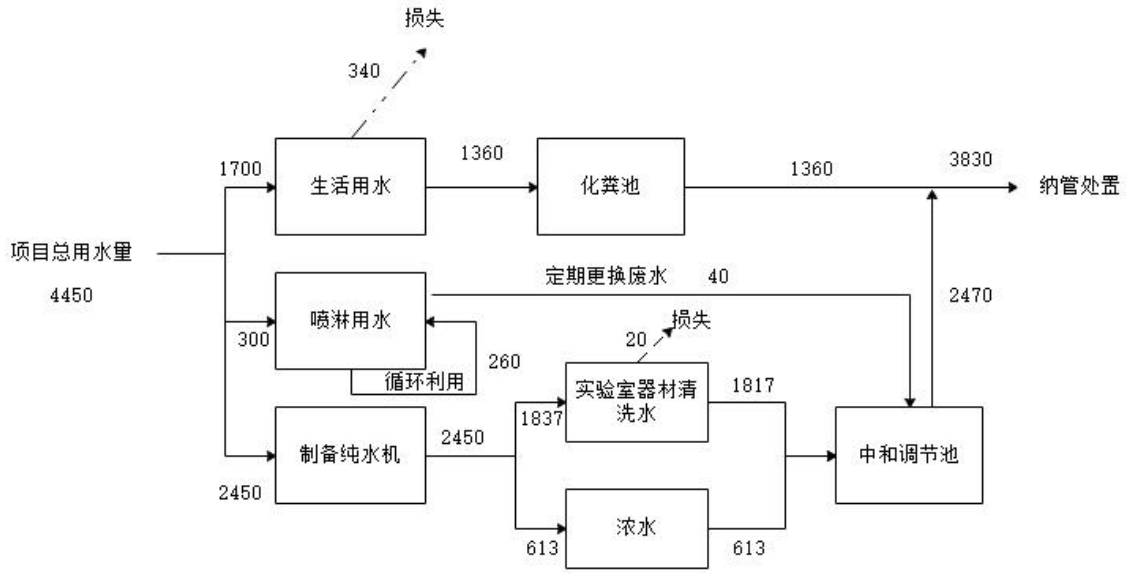 损失
340
1700
生活用水
1360
化粪池
1360
3830
纳管处置
项目总用水量
4450
定期更换废水
40
2470
300
喷淋用水
循环利用
260
损失
20
实验室器材清
洗水
1837
1817
制备纯水机
2450
2450
中和调节池
浓水
613
613